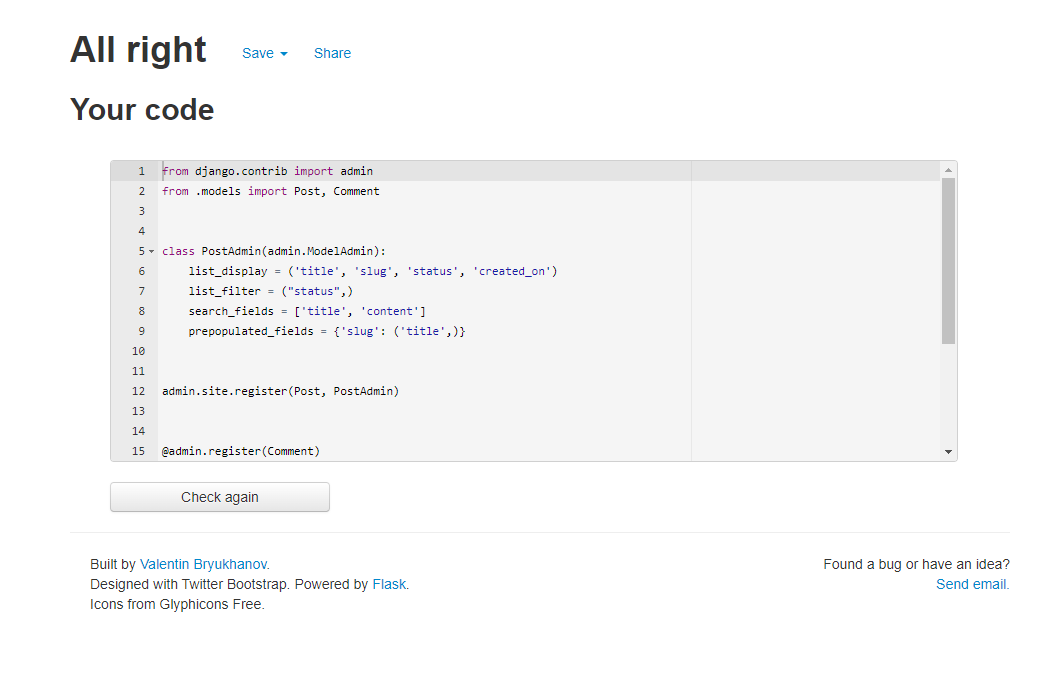 All right Save Share
Your code
1 from django.contrib import admin
2 from .models import Post, Comment
3
4
5 class PostAdmin(admin.ModelAdmin):
6     list_display = ('title', 'slug', 'status', 'created_on')
7     list_filter = ("status",)
8     search_fields = ['title', 'content']
9     prepopulated_fields = {'slug': ('title',)}
10
11
12 admin.site.register(Post, PostAdmin)
13
14
15 @admin.register(Comment)
Check again
Built by Valentin Bryukhanov.
Designed with Twitter Bootstrap. Powered by Flask.
Icons from Glyphicons Free.
Found a bug or have an idea?
Send email.